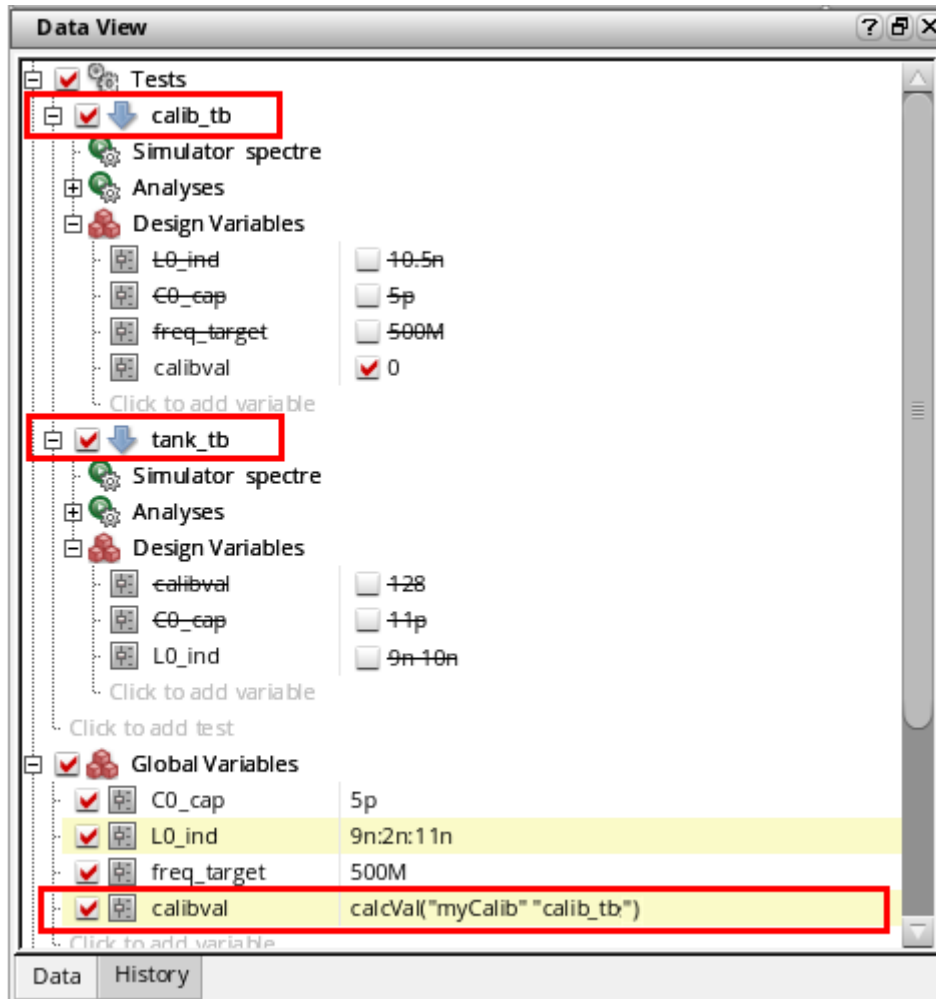 Data View
Tests
calib_tb
Simulator spectre
Analyses
Design Variables
L0_ind 10.5n
C0_cap 5p
freq_target 500M
calibval 0
Click to add variable
tank_tb
Simulator spectre
Analyses
Design Variables
calibval 128
C0_cap 11p
L0_ind 9n 10n
Click to add variable
Click to add test
Global Variables
C0_cap 5p
L0_ind 9n:2n:11n
freq_target 500M
calibval calcVal("myCalib" "calib_tb")
Click to add variable
Data History